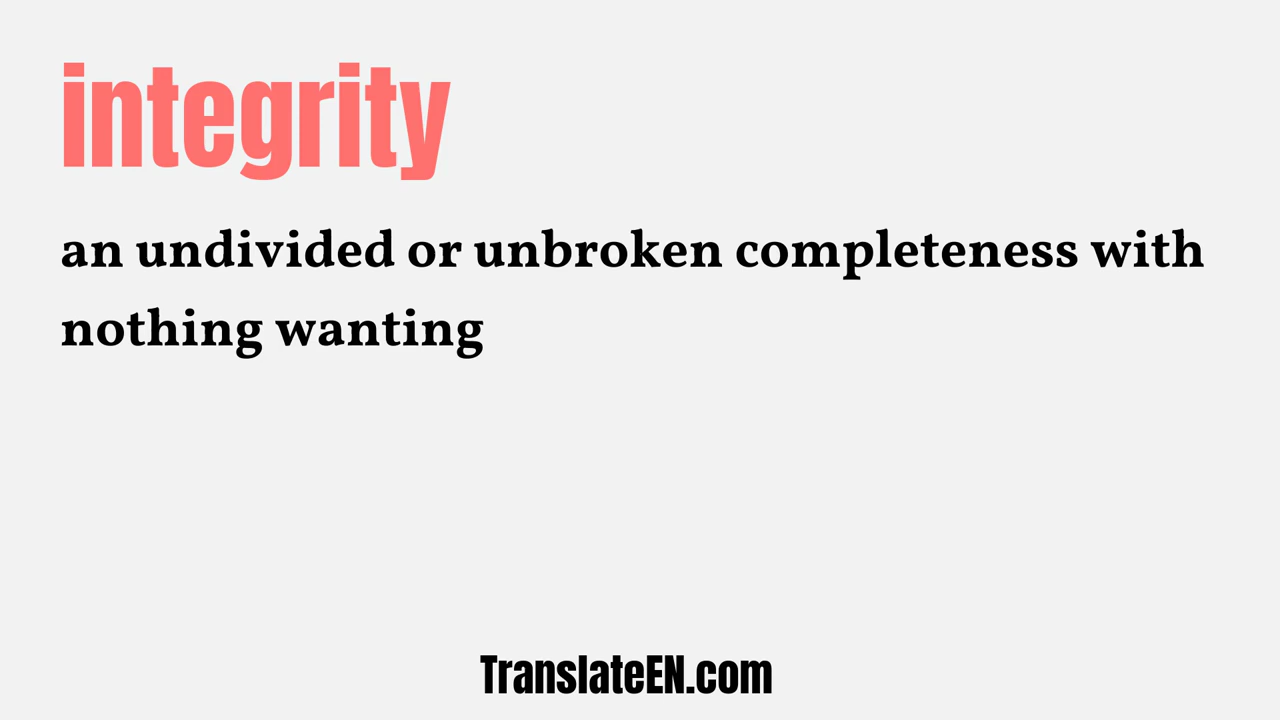 integrity
an undivided or unbroken completeness with
nothing wanting
TranslateEN.com